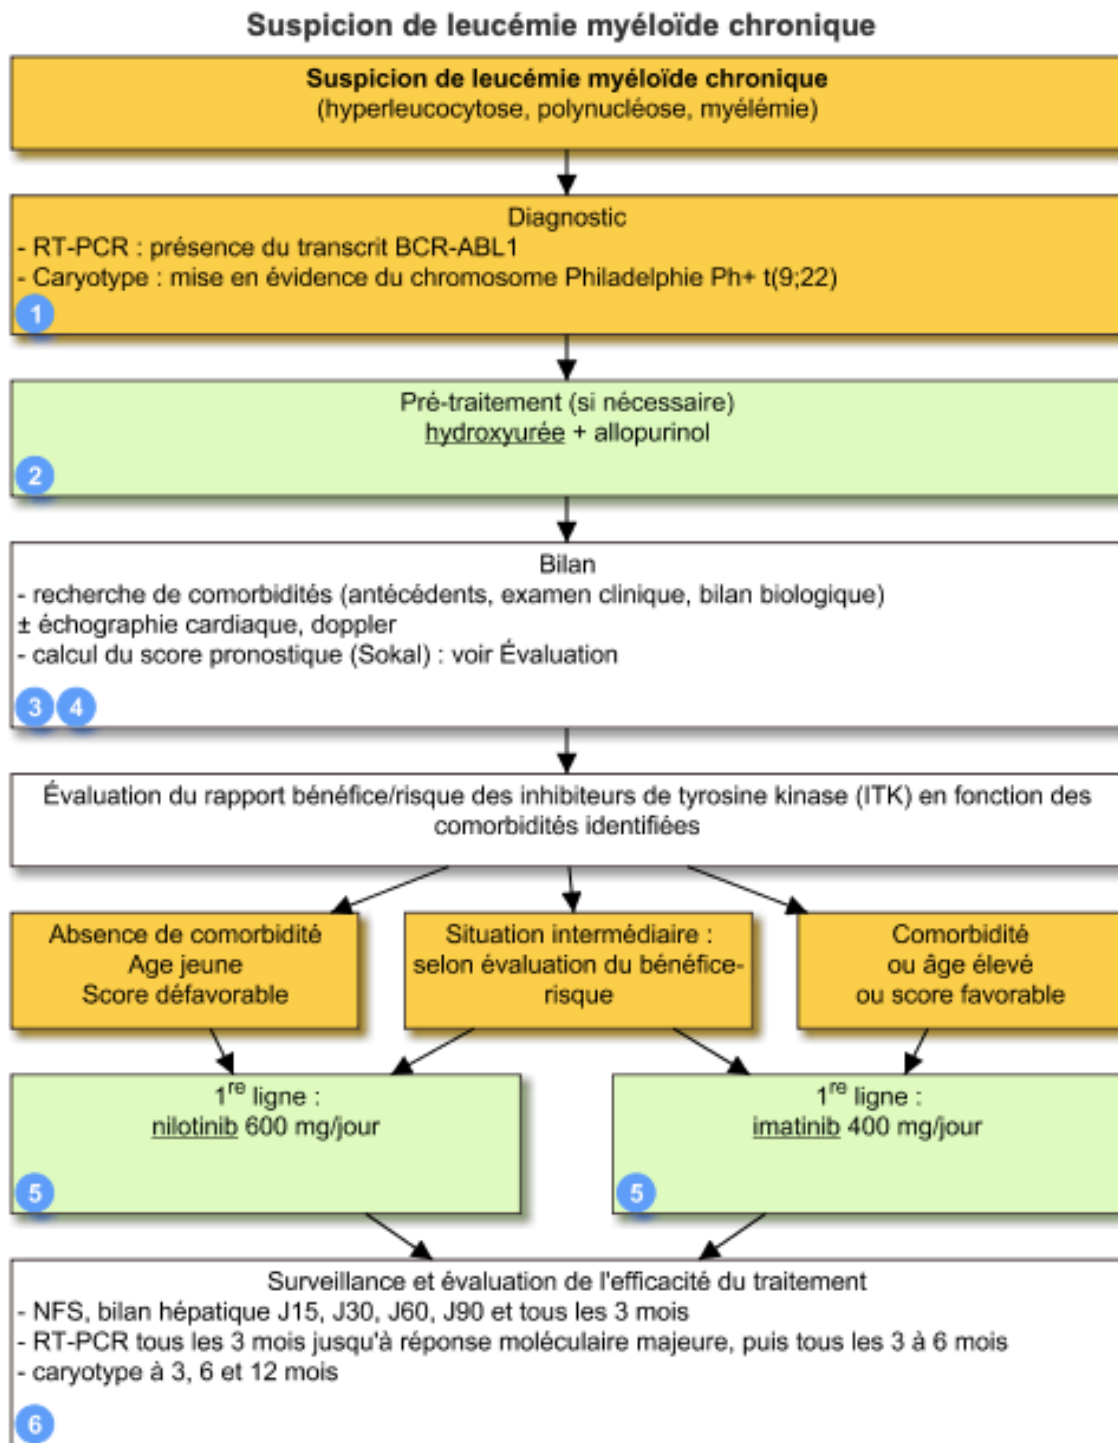 Suspicion de leucémie myéloïde chronique
Suspicion de leucémie myéloïde chronique
(hyperleucocytose, polynucléose, myélémie)
Diagnostic
- RT-PCR : présence du transcrit BCR-ABL1
- Caryotype : mise en évidence du chromosome Philadelphie Ph+ t(9;22)
1
Pré-traitement (si nécessaire)
hydroxyurée + allopurinol
2
Bilan
- recherche de comorbidités (antécédents, examen clinique, bilan biologique)
± échographie cardiaque, doppler
- calcul du score pronostique (Sokal) : voir Évaluation
3 4
Évaluation du rapport bénéfice/risque des inhibiteurs de tyrosine kinase (ITK) en fonction des
comorbidités identifiées
Absence de comorbidité
Age jeune
Score défavorable
Situation intermédiaire :
selon évaluation du bénéfice-
risque
Comorbidité
ou âge élevé
ou score favorable
1re ligne :
nilotinib 600 mg/jour
5
1re ligne :
imatinib 400 mg/jour
5
Surveillance et évaluation de l'efficacité du traitement
- NFS, bilan hépatique J15, J30, J60, J90 et tous les 3 mois
- RT-PCR tous les 3 mois jusqu'à réponse moléculaire majeure, puis tous les 3 à 6 mois
- caryotype à 3, 6 et 12 mois
6